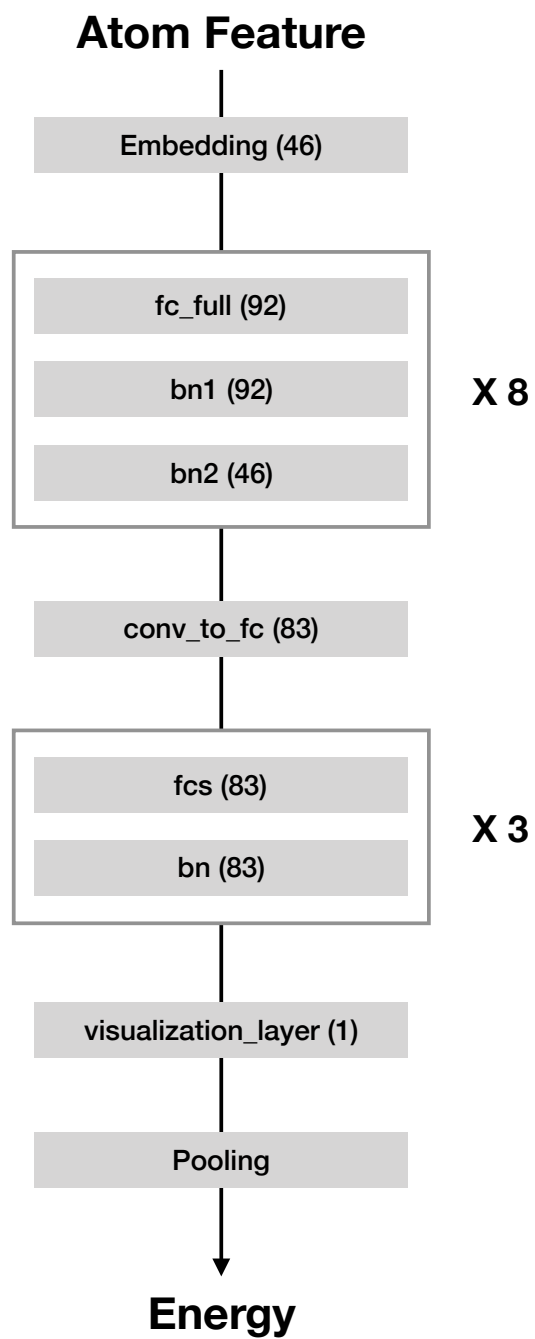 Atom Feature
Embedding (46)
fc_full (92)
bn1 (92)
X 8
bn2 (46)
conv_to_fc (83)
fcs (83)
X 3
bn (83)
visualization_layer (1)
Pooling
Energy